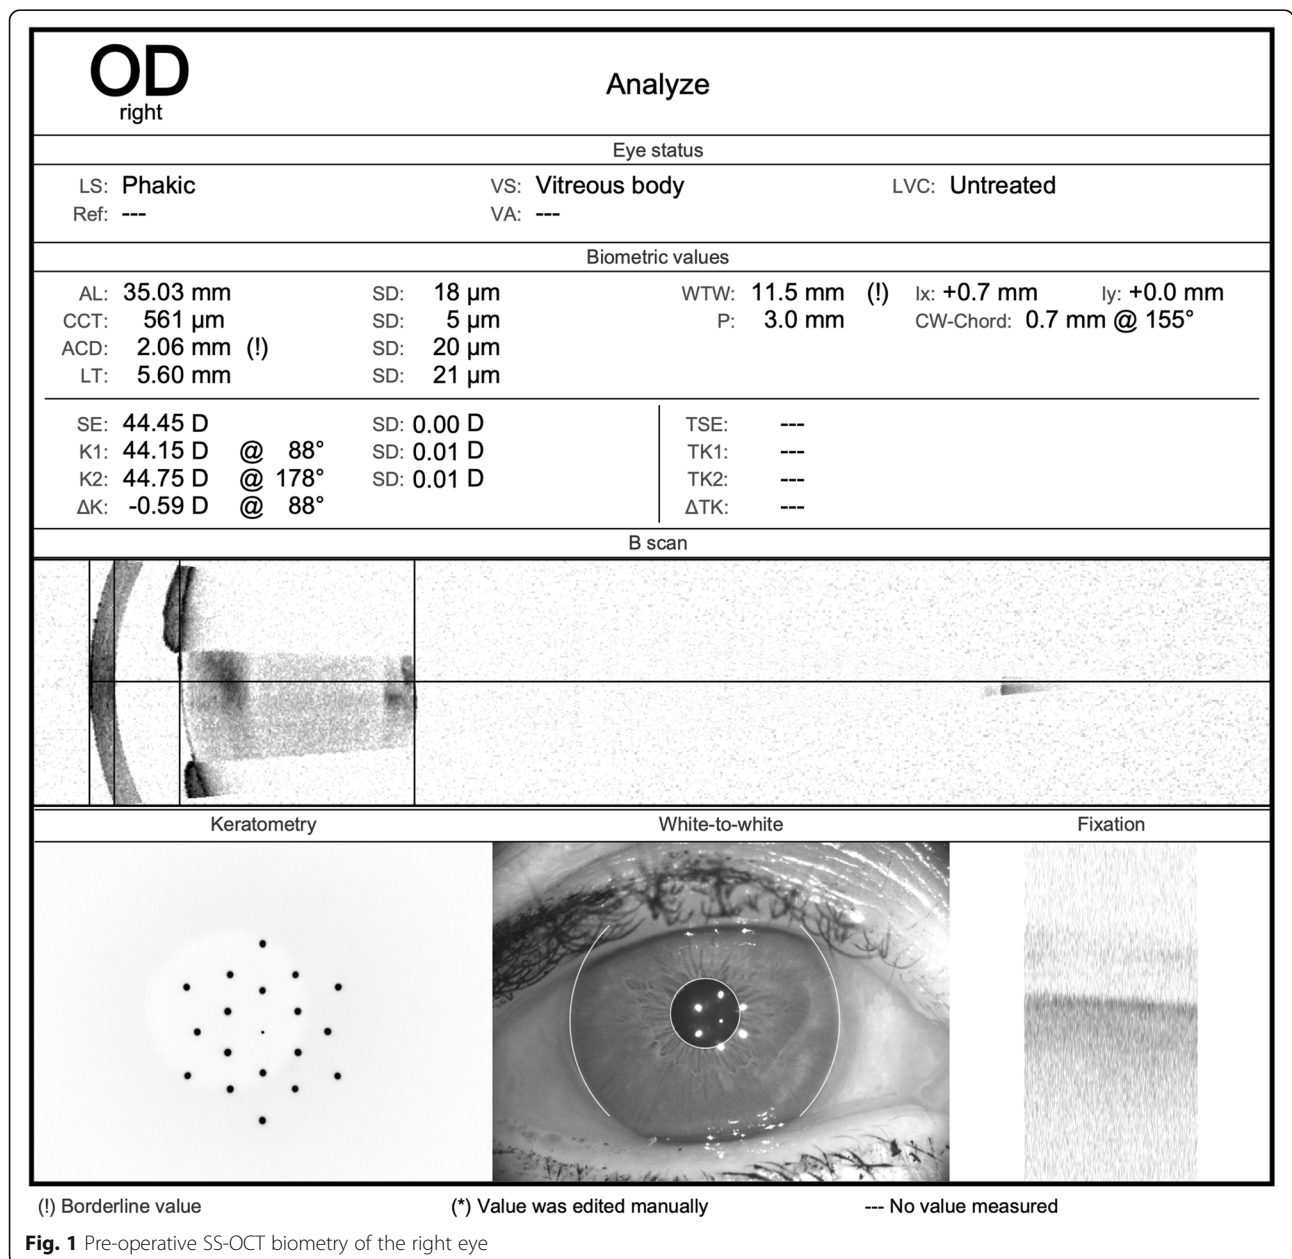 OD
right
Analyze
Eye status
LS: Phakic VS: Vitreous body LVC: Untreated
Ref: --- VA: ---
Biometric values
AL: 35.03 mm SD: 18 µm WTW: 11.5 mm (!) Ix: +0.7 mm Iy: +0.0 mm
CCT: 561 µm SD: 5 µm P: 3.0 mm CW-Chord: 0.7 mm @ 155°
ACD: 2.06 mm (!) SD: 20 µm
LT: 5.60 mm SD: 21 µm
SE: 44.45 D SD: 0.00 D TSE: ---
K1: 44.15 D @ 88° SD: 0.01 D TK1: ---
K2: 44.75 D @ 178° SD: 0.01 D TK2: ---
ΔK: -0.59 D @ 88° ΔTK: ---
B scan
Keratometry White-to-white Fixation
(!) Borderline value (*) Value was edited manually --- No value measured
Fig. 1 Pre-operative SS-OCT biometry of the right eye